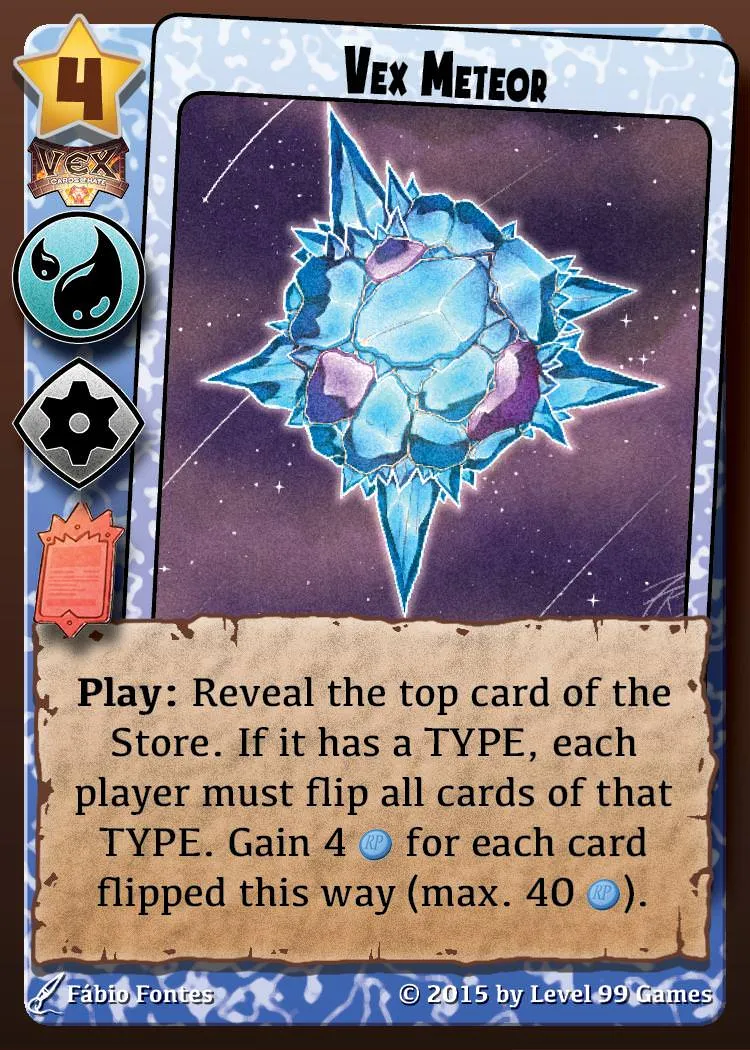 4
Vex Meteor
VEX
CARDS OF HATE
Play: Reveal the top card of the
Store. If it has a TYPE, each
player must flip all cards of that
TYPE. Gain 4 RP for each card
flipped this way (max. 40 RP).
Fábio Fontes
© 2015 by Level 99 Games